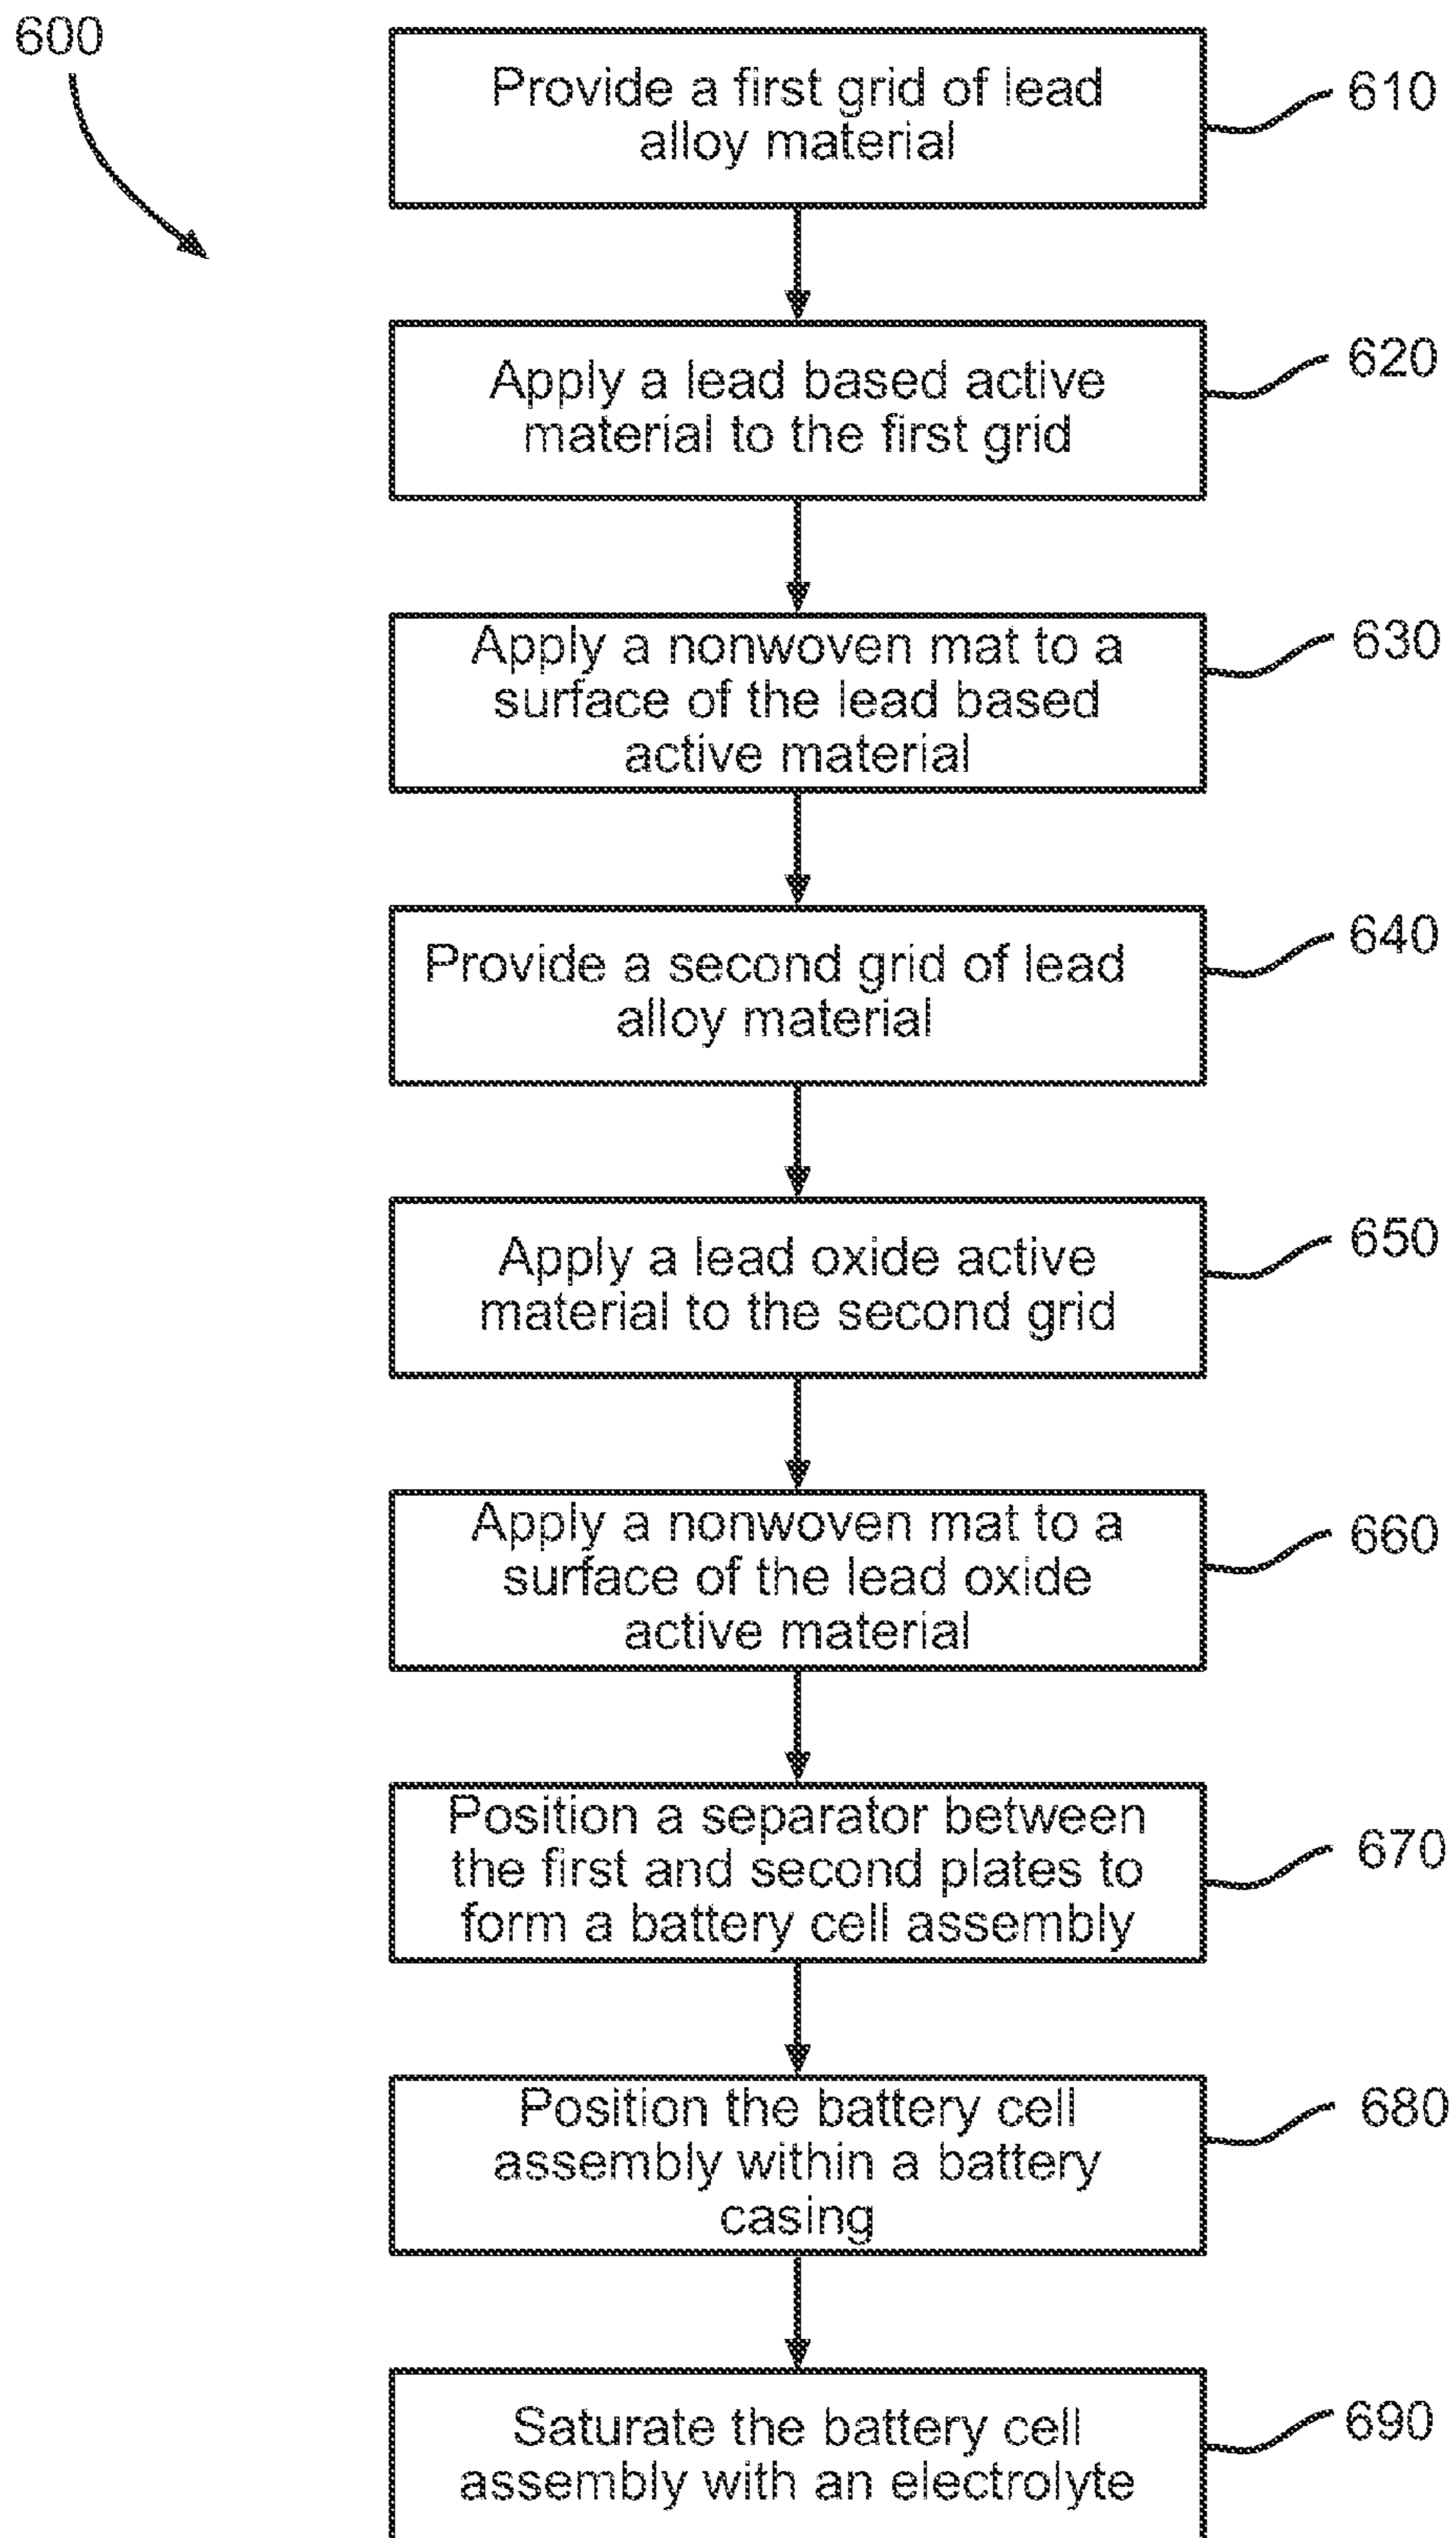 600
Provide a first grid of lead
alloy material
610
Apply a lead based active
material to the first grid
620
Apply a nonwoven mat to a
surface of the lead based
active material
630
Provide a second grid of lead
alloy material
640
Apply a lead oxide active
material to the second grid
650
Apply a nonwoven mat to a
surface of the lead oxide
active material
660
Position a separator between
the first and second plates to
form a battery cell assembly
670
Position the battery cell
assembly within a battery
casing
680
Saturate the battery cell
assembly with an electrolyte
690